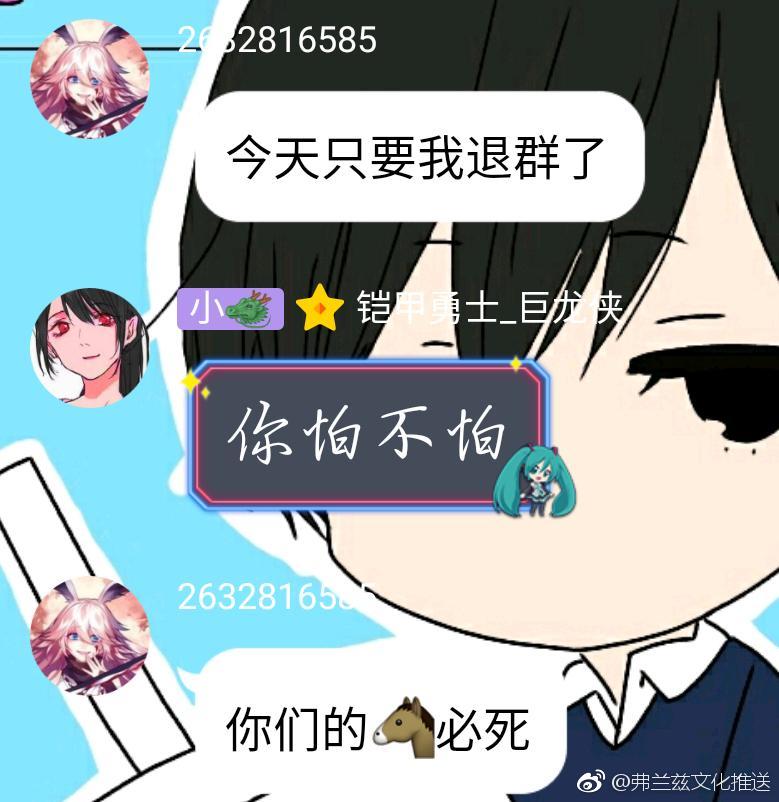 2632816585
今天只要我退群了
小🐉 ⭐ 铠甲勇士_巨龙侠
你怕不怕
2632816585
你们的🐴必死
@弗兰兹文化推送